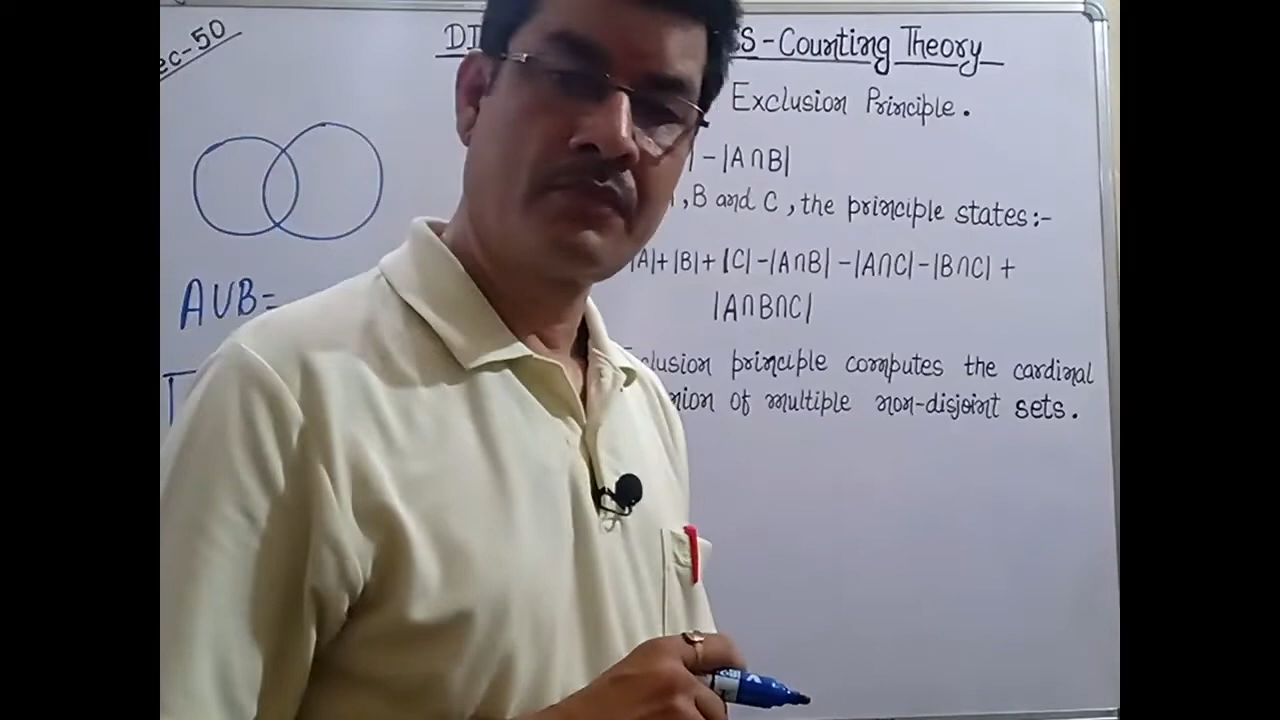 ec-50
DI S-Counting Theory
Exclusion Principle.
| - |A∩B|
, B and C, the principle states:-
|A| + |B| + |C| - |A∩B| - |A∩C| - |B∩C| +
|A∩B∩C|
A∪B=
clusion principle computes the cardinal
nion of multiple non-disjoint sets.